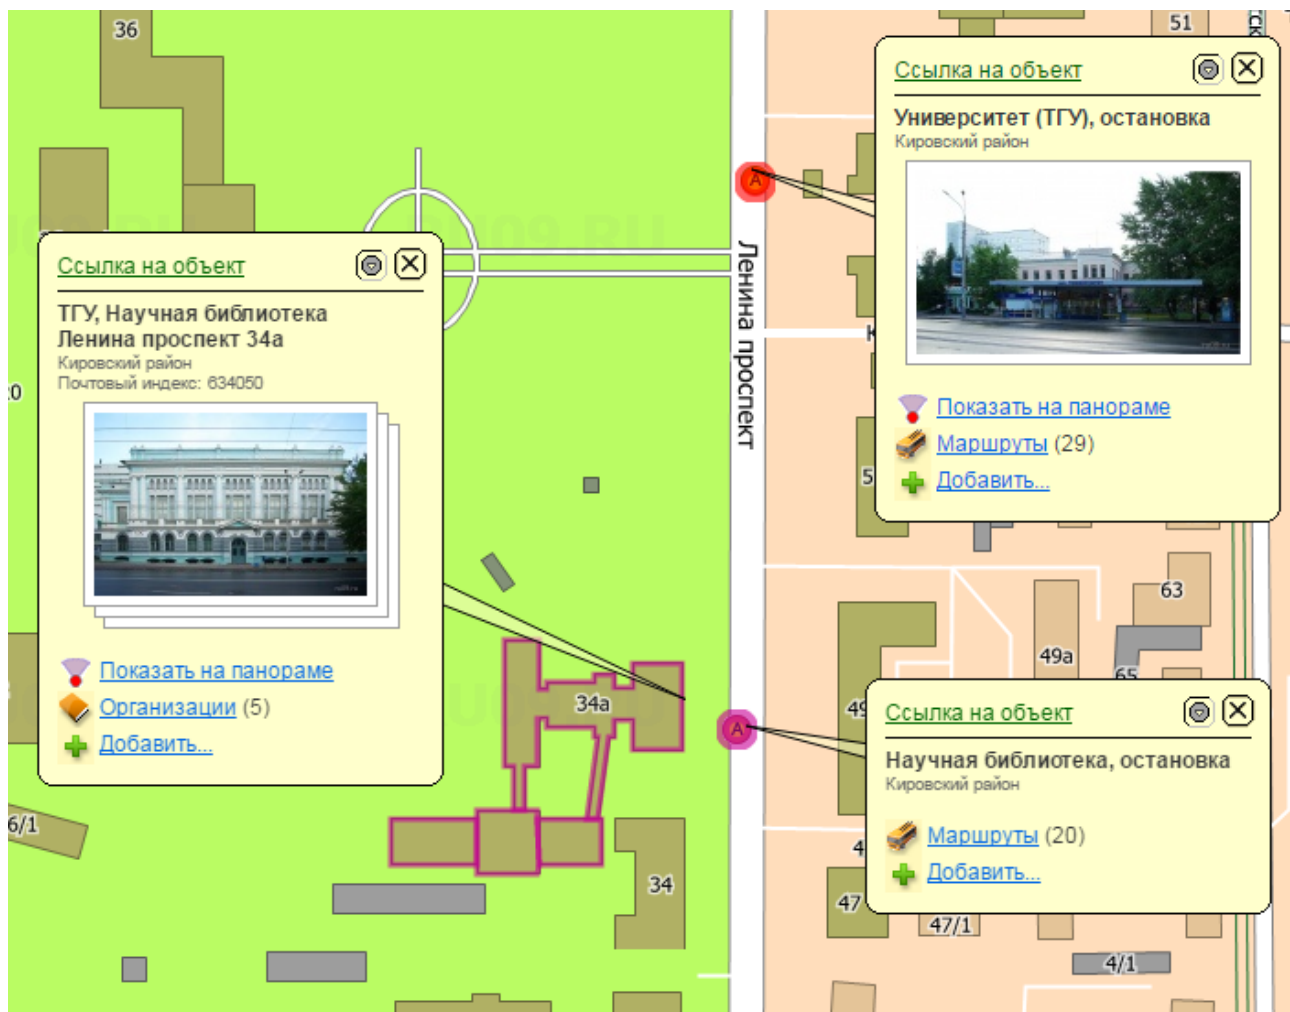 36
51
Ссылка на объект
Университет (ТГУ), остановка
Кировский район
Показать на панораме
Маршруты (29)
Добавить...
А
Ленина проспект
RU09.RU
Ссылка на объект
ТГУ, Научная библиотека
Ленина проспект 34а
Кировский район
Почтовый индекс: 634050
Показать на панораме
Организации (5)
Добавить...
34а
А
63
49а
65
49
Ссылка на объект
Научная библиотека, остановка
Кировский район
Маршруты (20)
Добавить...
6/1
34
47
47/1
4/1